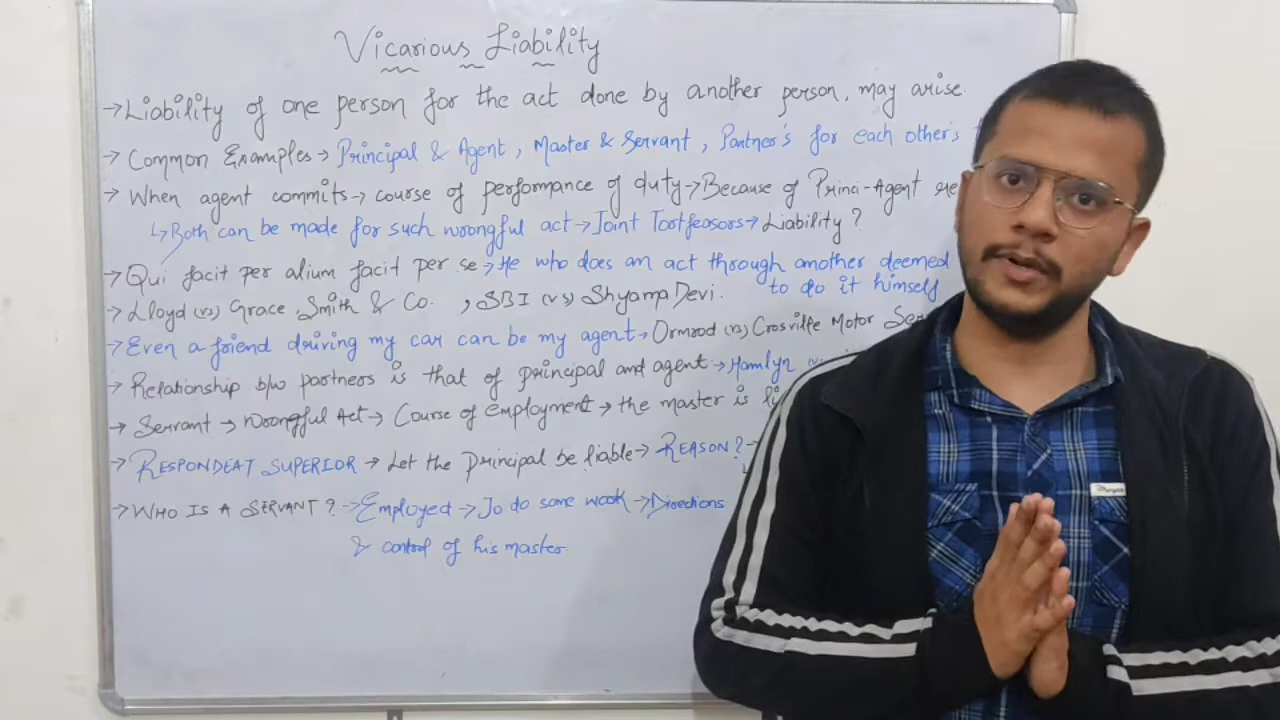 Vicarious Liability
→ Liability of one person for the act done by another person, may arise
→ Common Examples → Principal & Agent, Master & Servant, Partner's for each other's
→ When agent commits → course of performance of duty → Because of Princi-Agent
↳ Both can be made for such wrongful act → Joint Tortfeasors → Liability?
→ Qui facit per alium facit per se → He who does an act through another deemed
to do it himself
→ Lloyd (vs) Grace Smith & Co. , SBI (vs) Shyama Devi.
→ Even a friend driving my car can be my agent → Ormrod (vs) Crosville Motor
→ Relationship b/w partners is that of principal and agent → Hamlyn
→ Servant → Wrongful Act → Course of employment → the master is
→ RESPONDEAT SUPERIOR → Let the principal be liable → REASON? →
→ WHO IS A SERVANT? → Employed → To do some work → Directions
& control of his master